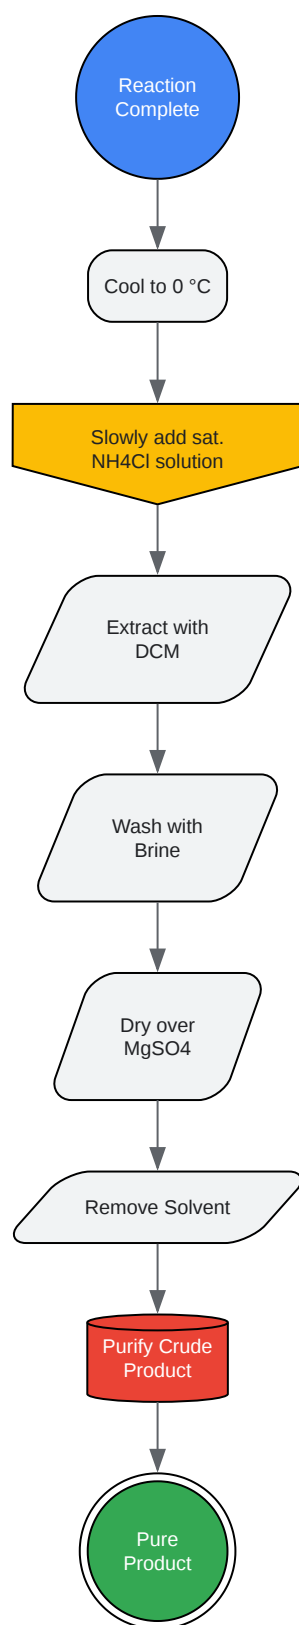 Reaction
Complete
Cool to 0 °C
Slowly add sat.
NH4Cl solution
Extract with
DCM
Wash with
Brine
Dry over
MgSO4
Remove Solvent
Purify Crude
Product
Pure
Product